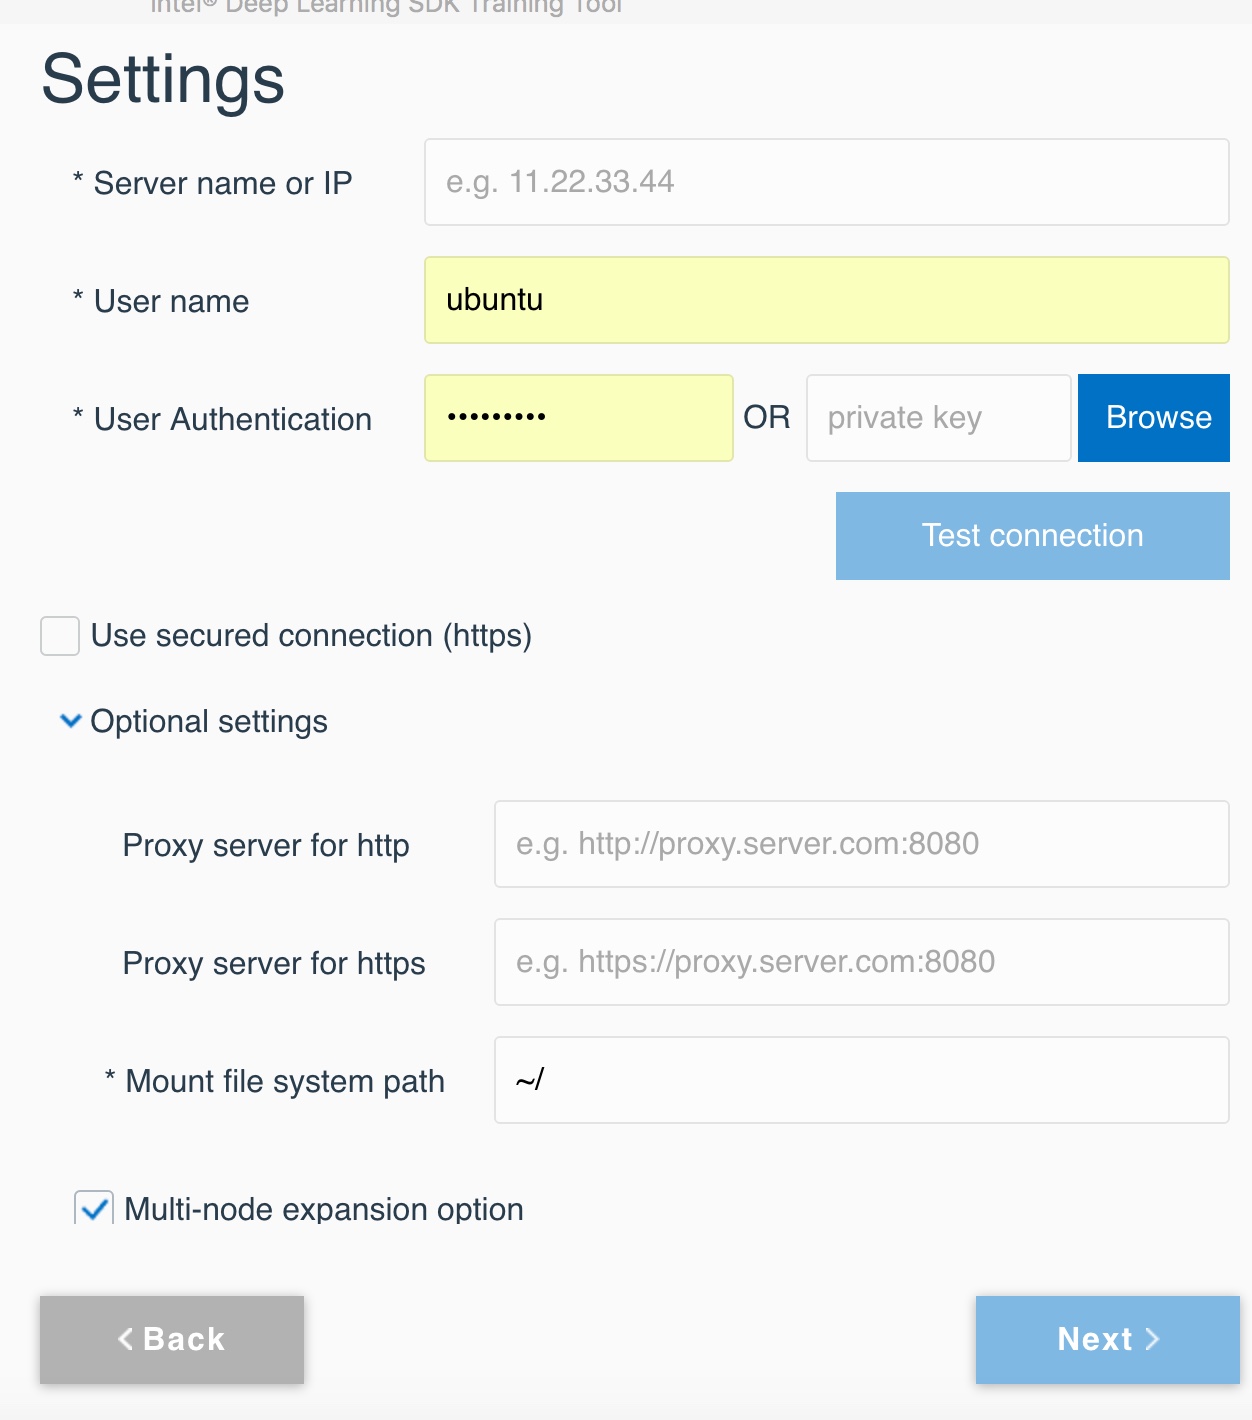 Intel® Deep Learning SDK Training Tool
Settings
* Server name or IP
e.g. 11.22.33.44
* User name
ubuntu
* User Authentication
•••••••••
OR
private key
Browse
Test connection
Use secured connection (https)
Optional settings
Proxy server for http
e.g. http://proxy.server.com:8080
Proxy server for https
e.g. https://proxy.server.com:8080
* Mount file system path
~/
Multi-node expansion option
Back
Next